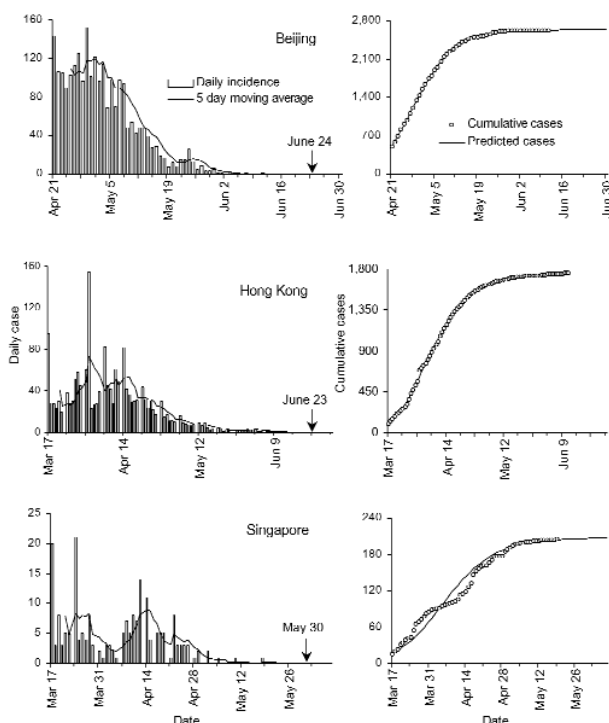 160
120
80
40
0
Beijing
Daily incidence
5 day moving average
June 24
Apr 21
May 5
May 19
Jun 2
Jun 16
Jun 30
2,800
2,100
1,400
700
0
Cumulative cases
Predicted cases
Apr 21
May 5
May 19
Jun 2
Jun 16
Jun 30
Daily case
160
120
80
40
0
Hong Kong
June 23
Mar 17
Apr 14
May 12
Jun 9
Cumulative cases
1,800
1,350
900
450
0
Mar 17
Apr 14
May 12
Jun 9
25
20
15
10
5
0
Singapore
May 30
Mar 17
Mar 31
Apr 14
Apr 28
May 12
May 26
Date
240
180
120
60
0
Mar 17
Mar 31
Apr 14
Apr 28
May 12
May 26
Date